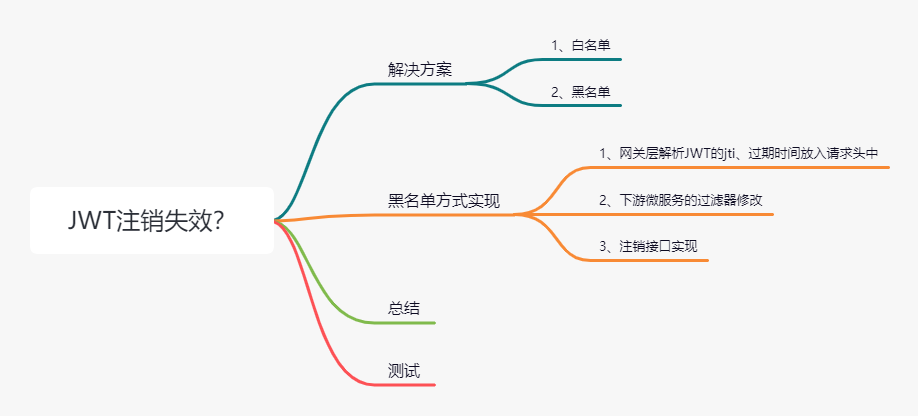 JWT注销失效？
解决方案
1、白名单
2、黑名单
黑名单方式实现
1、网关层解析JWT的jti、过期时间放入请求头中
2、下游微服务的过滤器修改
3、注销接口实现
总结
测试